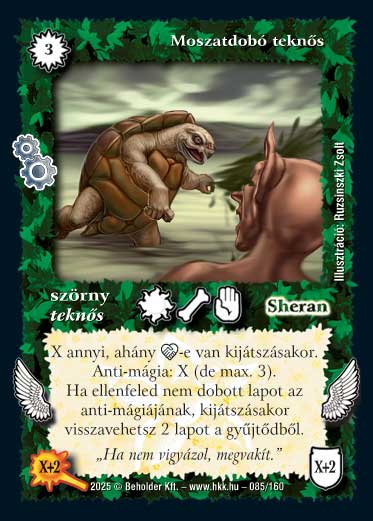 3
Moszatdobó teknős
Illusztráció: Ruzsinszki Zsolt
szörny
teknős
Sheran
X annyi, ahány -e van kijátszásakor.
Anti-mágia: X (de max. 3).
Ha ellenfeled nem dobott lapot az
anti-mágiájának, kijátszásakor
visszavehetsz 2 lapot a gyűjtődből.
„Ha nem vigyázol, megvakít.”
X+2
X+2
2025 © Beholder Kft. – www.hkk.hu – 085/160